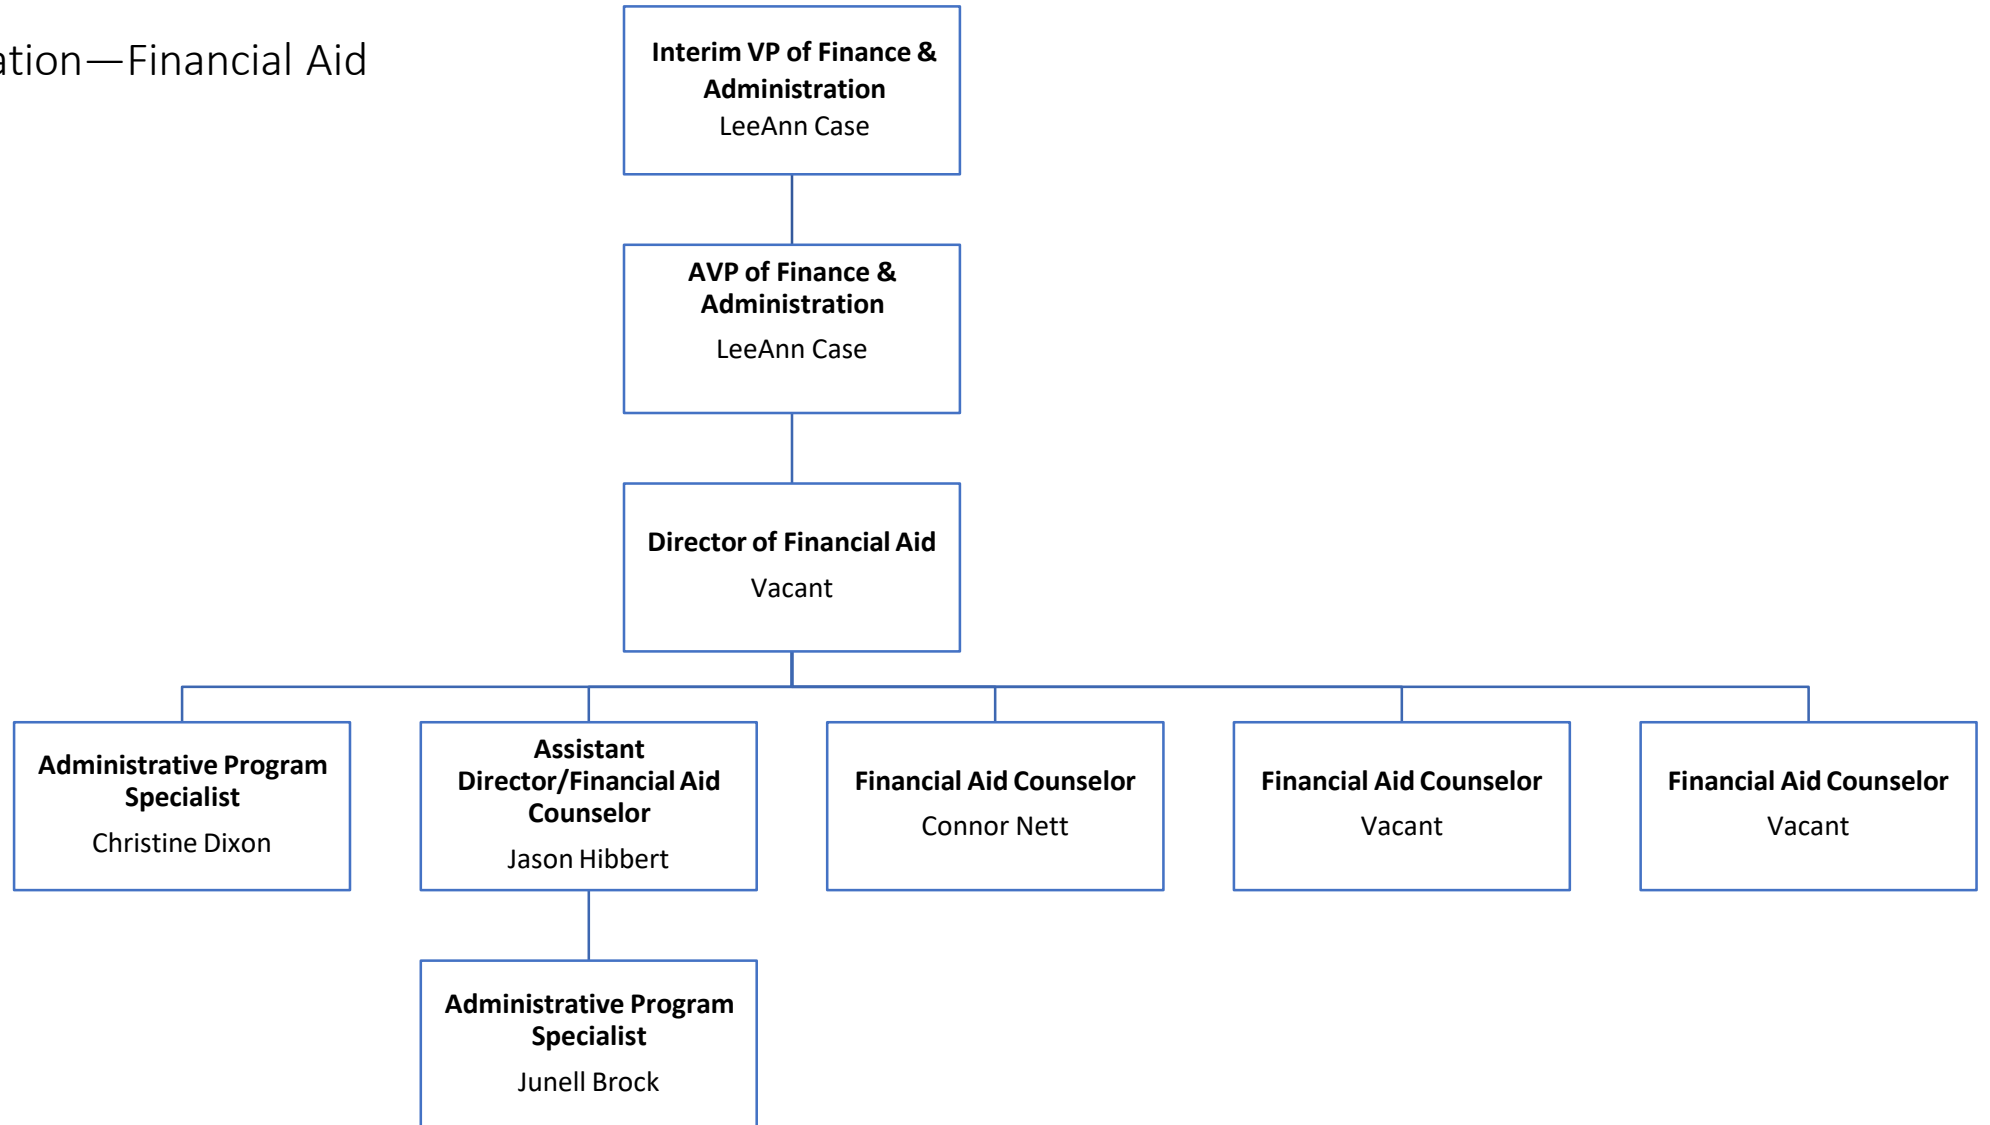 ation—Financial Aid
Interim VP of Finance &
Administration
LeeAnn Case
AVP of Finance &
Administration
LeeAnn Case
Director of Financial Aid
Vacant
Administrative Program
Specialist
Christine Dixon
Assistant
Director/Financial Aid
Counselor
Jason Hibbert
Financial Aid Counselor
Connor Nett
Financial Aid Counselor
Vacant
Financial Aid Counselor
Vacant
Administrative Program
Specialist
Junell Brock